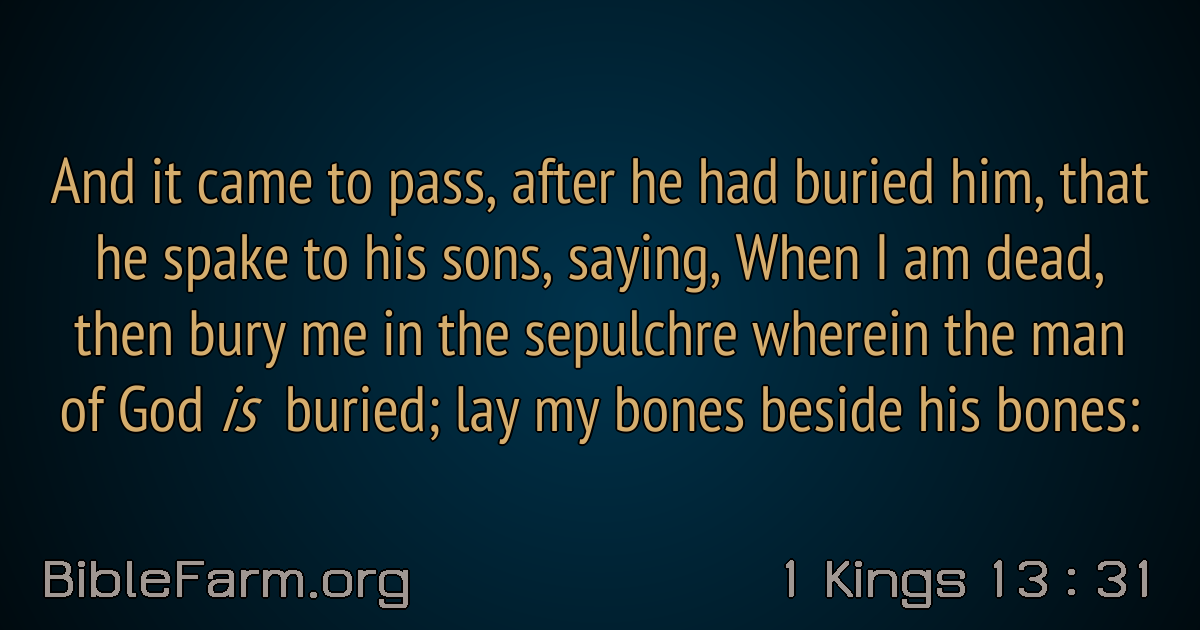 And it came to pass, after he had buried him, that
he spake to his sons, saying, When I am dead,
then bury me in the sepulchre wherein the man
of God is buried; lay my bones beside his bones:
BibleFarm.org
1 Kings 13 : 31